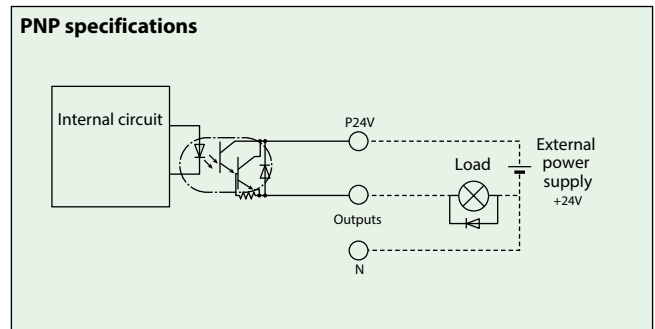 PNP specifications
Internal circuit
P24V
External
power
supply
+24V
Load
Outputs
N